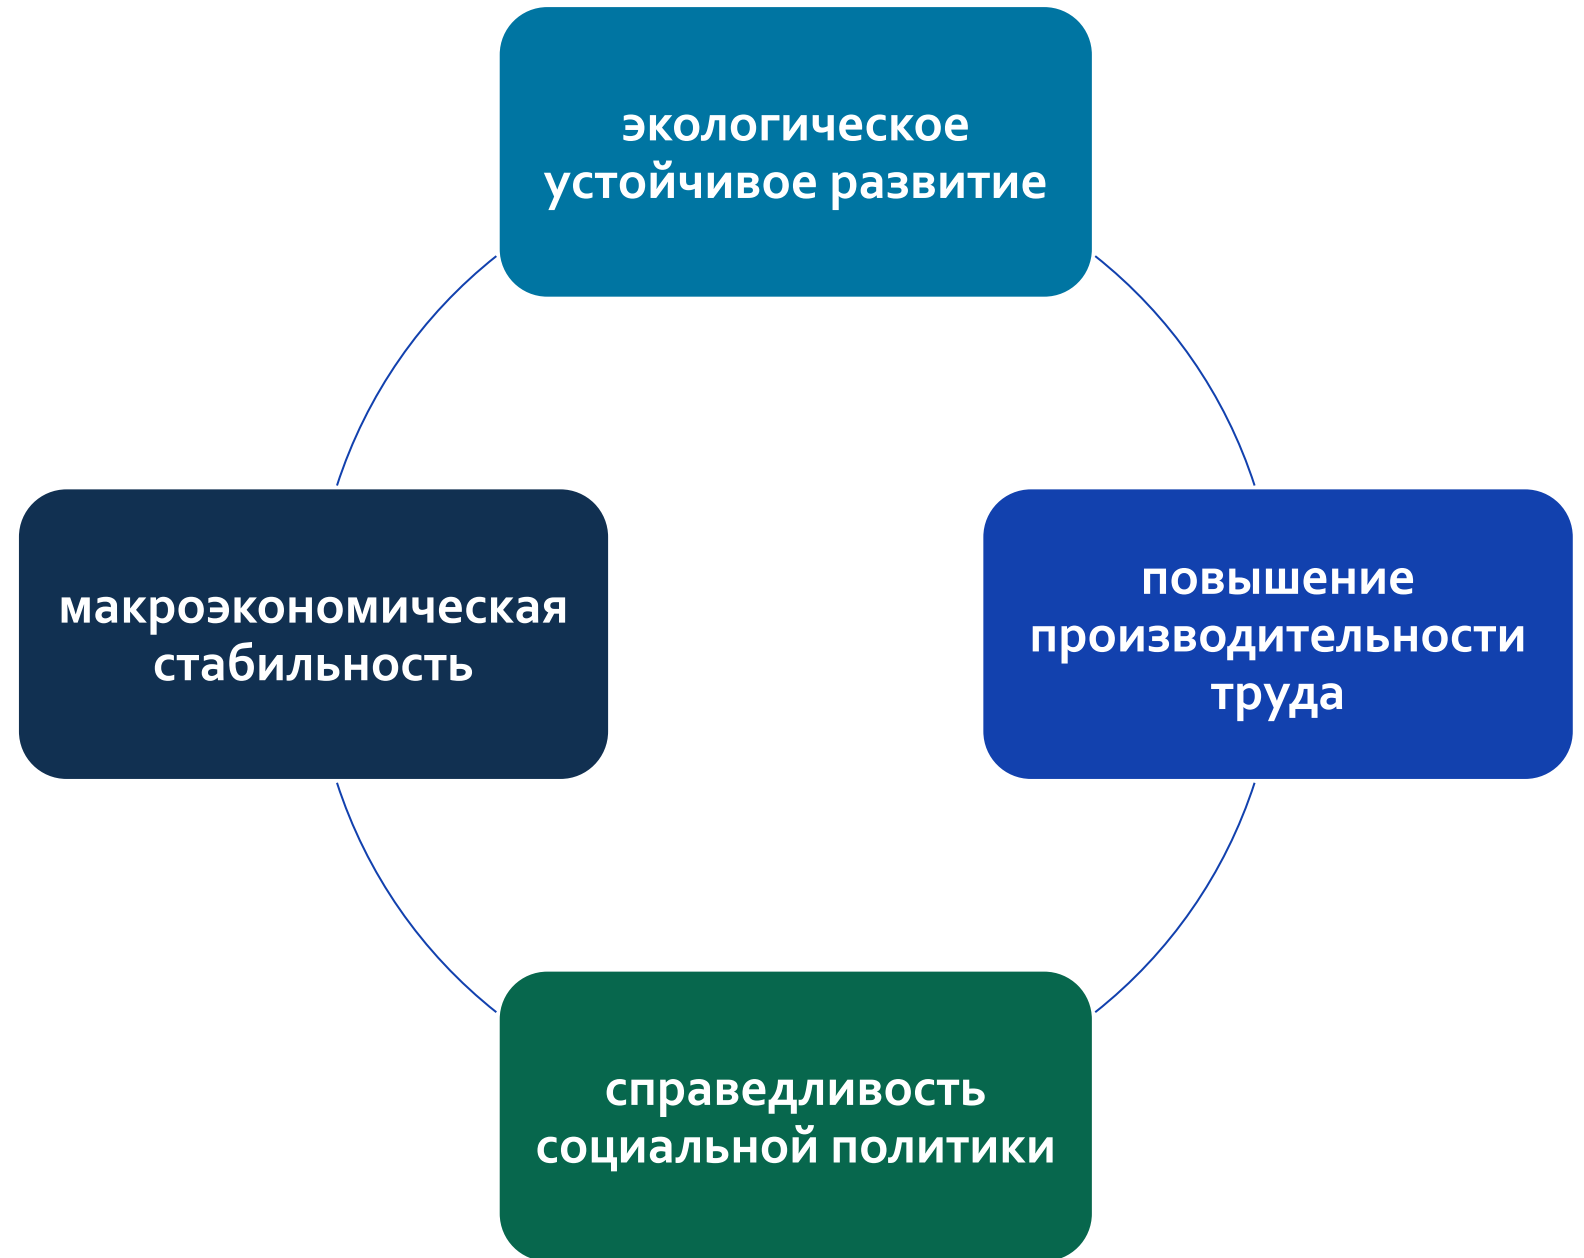 экологическое
устойчивое развитие
макроэкономическая
стабильность
повышение
производительности
труда
справедливость
социальной политики